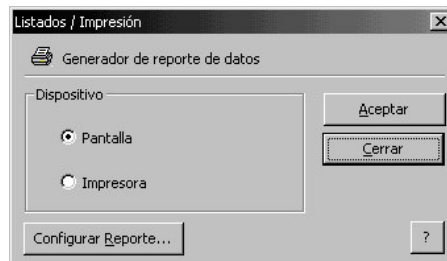 Listados / Impresión
Generador de reporte de datos
Dispositivo
Pantalla
Impresora
Aceptar
Cerrar
Configurar Reporte...
?